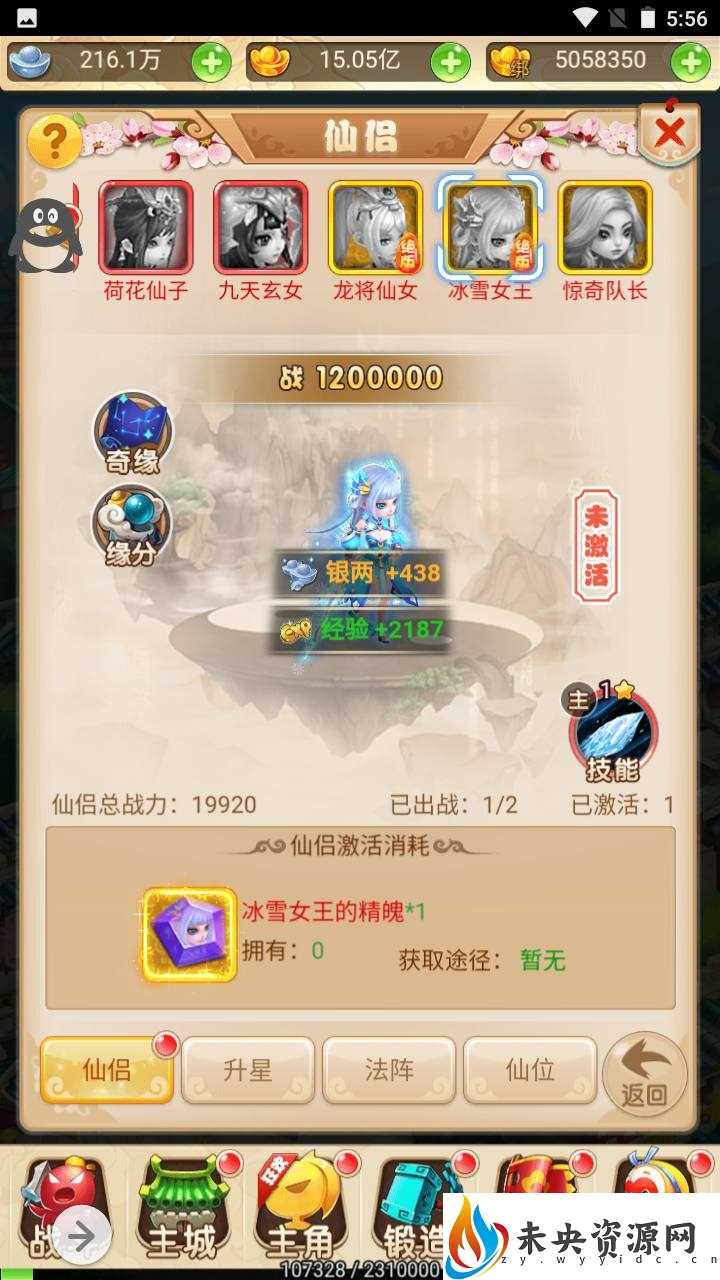 5:56
216.1万
15.05亿
绑
5058350
?
仙侣
绝版
绝版
荷花仙子
九天玄女
龙将仙女
冰雪女王
惊奇队长
战 1200000
奇缘
缘分
未激活
银两 +438
EXP 经验 +2187
主 1
技能
仙侣总战力：19920
已出战：1/2
已激活：1
仙侣激活消耗
冰雪女王的精魄*1
拥有：0
获取途径：暂无
仙侣
升星
法阵
仙位
返回
狂欢
主城
主角
锻造
107328/2310000
未央资源网
zy.wyyidc.cn